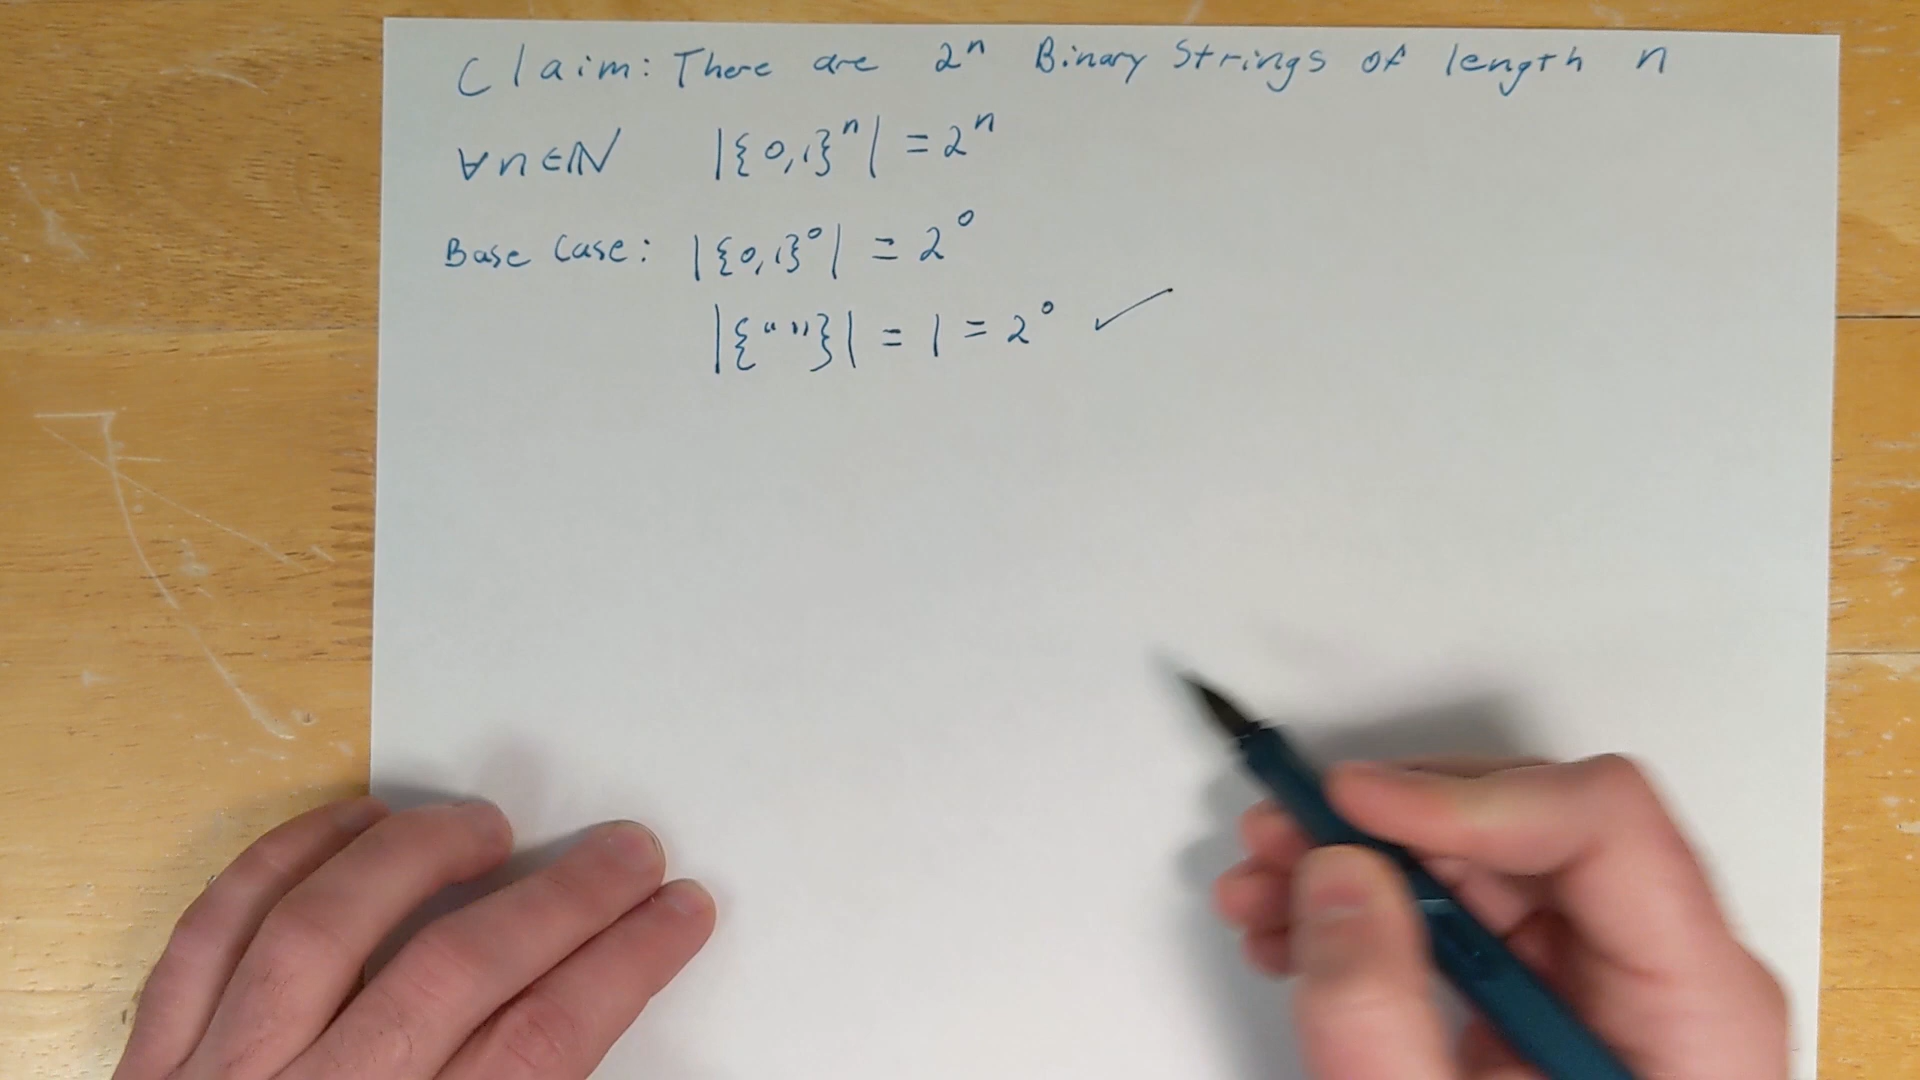 Claim: There are 2ⁿ Binary Strings of length n
∀n∈ℕ |{0,1}ⁿ| = 2ⁿ
Base Case: |{0,1}⁰| = 2⁰
|{“ ”}| = 1 = 2⁰ ✓